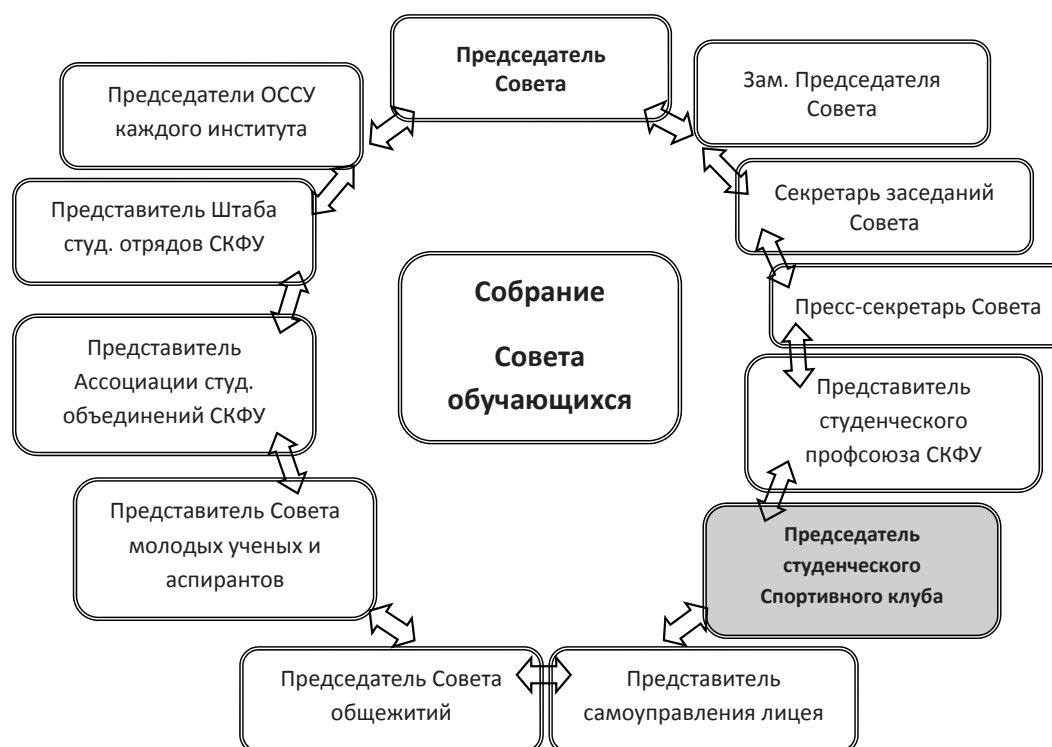 Председатель
Совета
Председатели ОССУ
каждого института
Зам. Председателя
Совета
Представитель Штаба
студ. отрядов СКФУ
Секретарь заседаний
Совета
Собрание
Совета
обучающихся
Пресс-секретарь Совета
Представитель
Ассоциации студ.
объединений СКФУ
Представитель
студенческого
профсоюза СКФУ
Представитель Совета
молодых ученых и
аспирантов
Председатель
студенческого
Спортивного клуба
Председатель Совета
общежитий
Представитель
самоуправления лицея